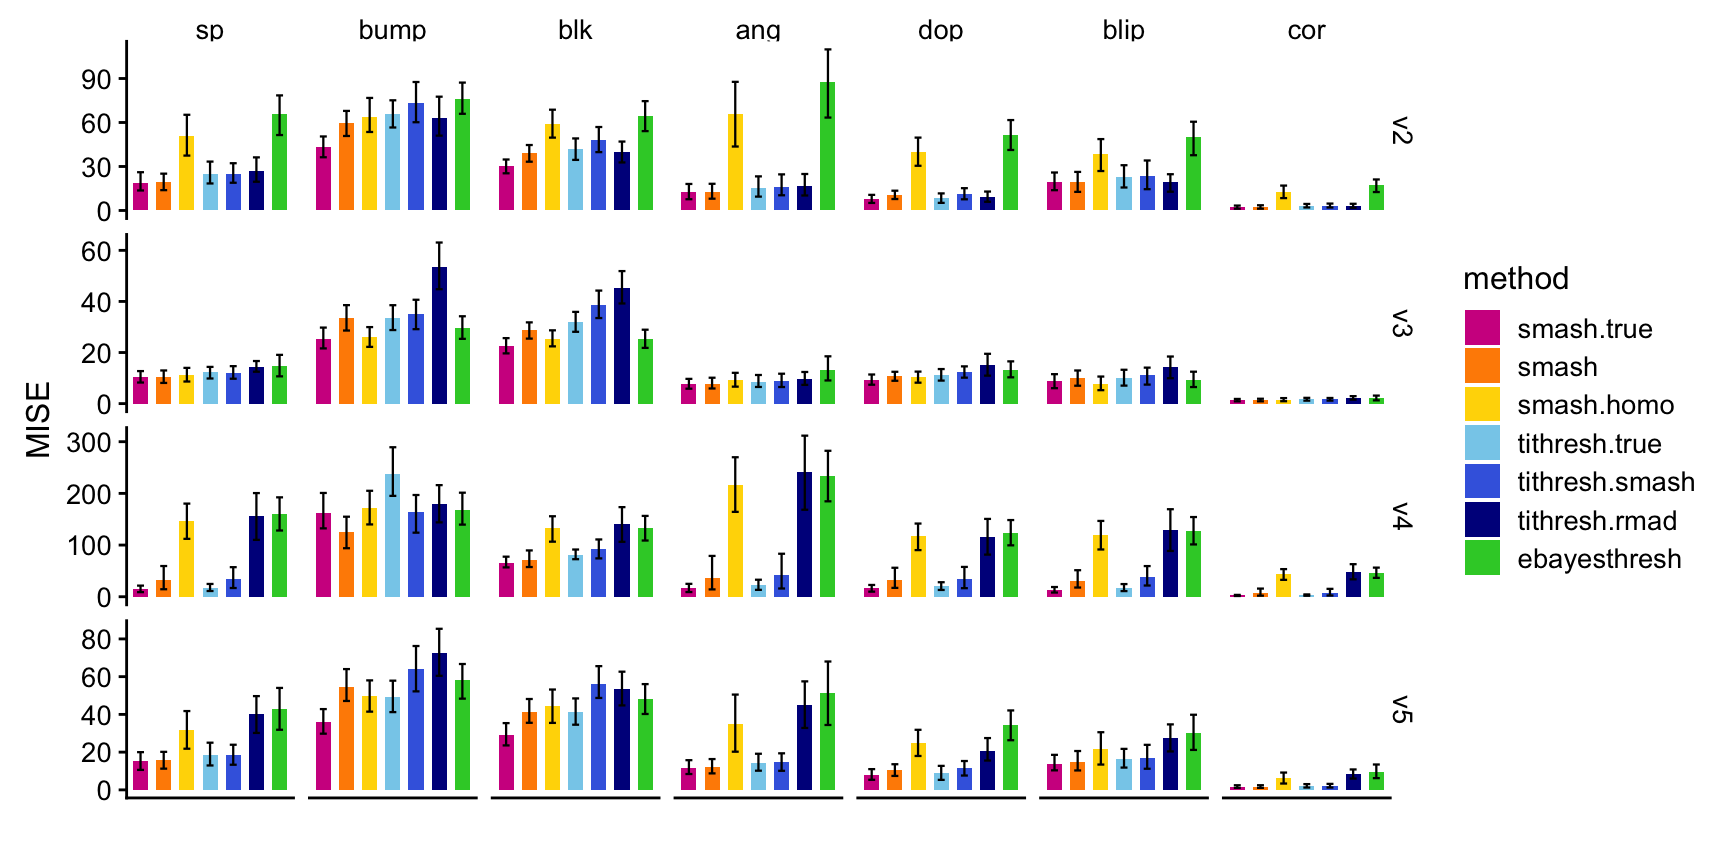 sp bump blk ang dop blip cor
90
60
30
0
v2
60
40
20
0
v3
300
200
100
0
v4
80
60
40
20
0
v5
MISE
method
smash.true
smash
smash.homo
tithresh.true
tithresh.smash
tithresh.rmad
ebayesthresh